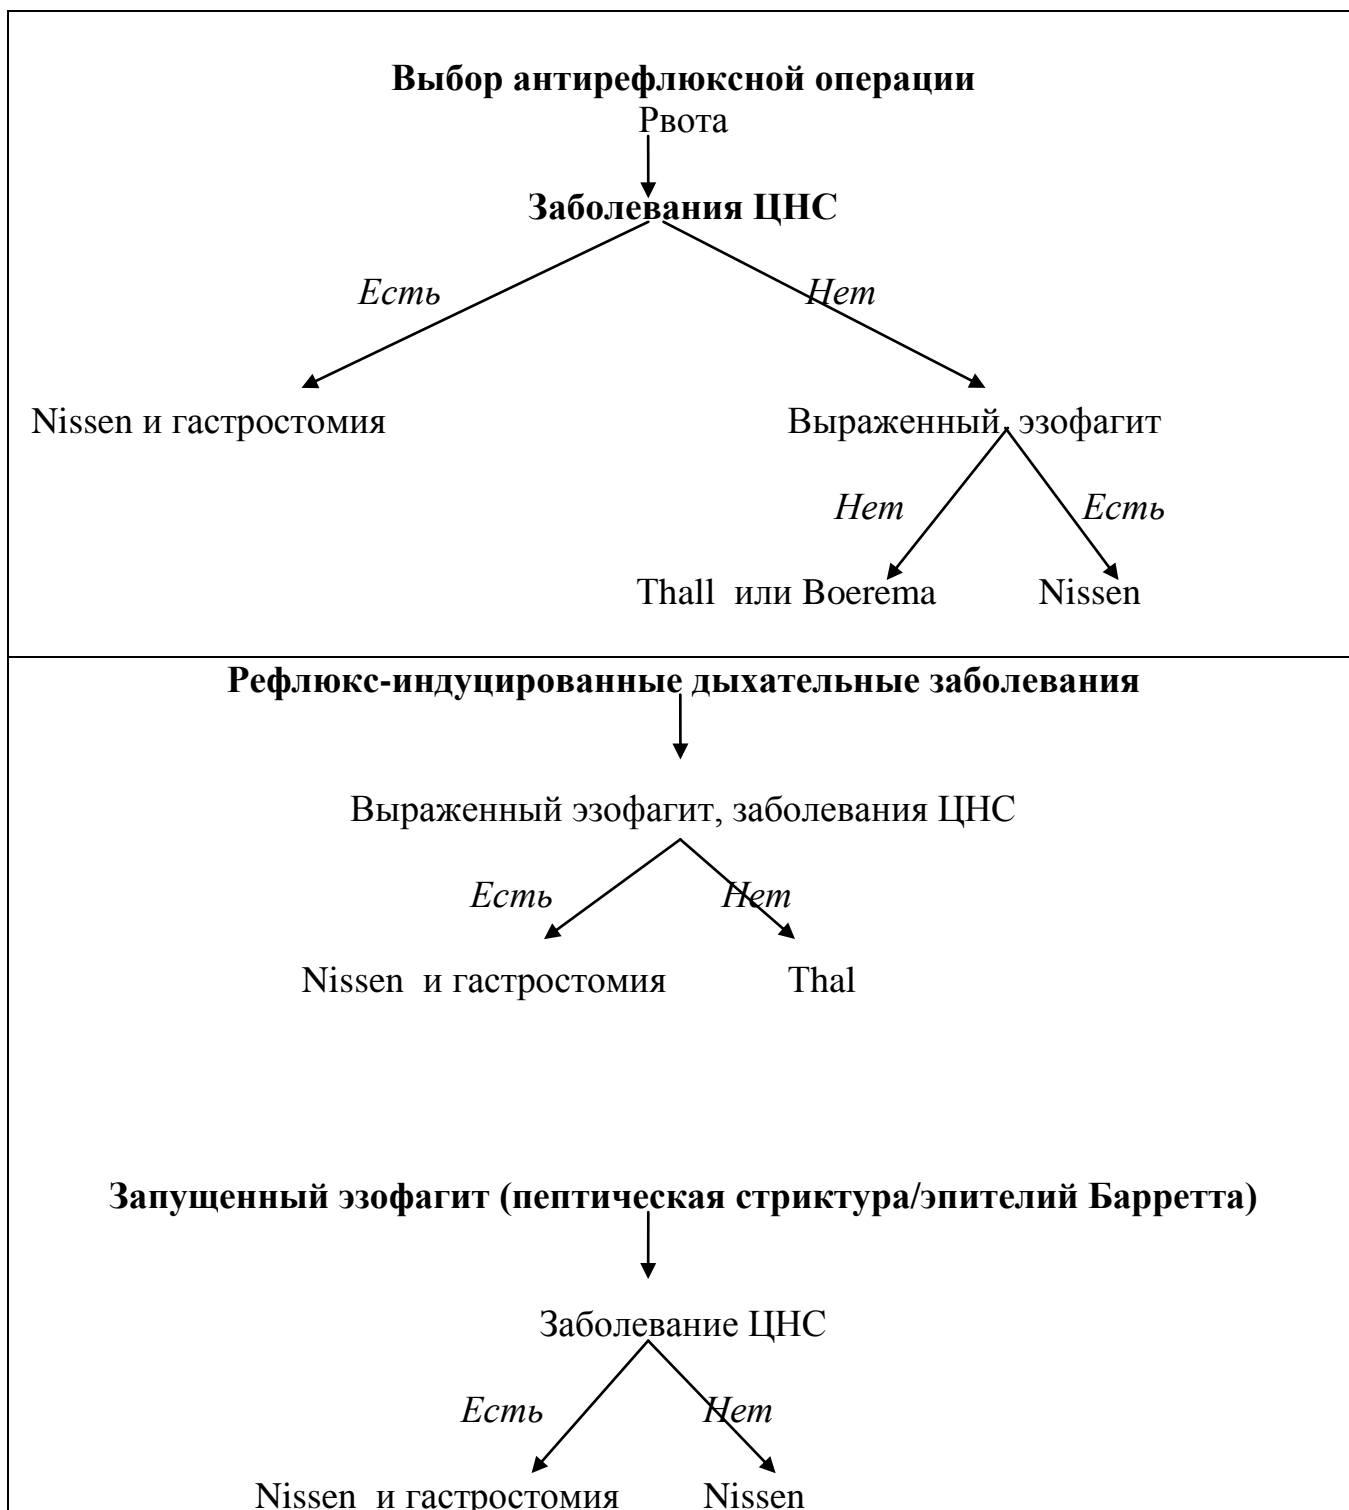 Выбор антирефлюксной операции
Рвота
Заболевания ЦНС
Есть Нет
Nissen и гастростомия Выраженный эзофагит
Нет Есть
Thall или Boerema Nissen
Рефлюкс-индуцированные дыхательные заболевания
Выраженный эзофагит, заболевания ЦНС
Есть Нет
Nissen и гастростомия Thal
Запущенный эзофагит (пептическая стриктура/эпителий Барретта)
Заболевание ЦНС
Есть Нет
Nissen и гастростомия Nissen